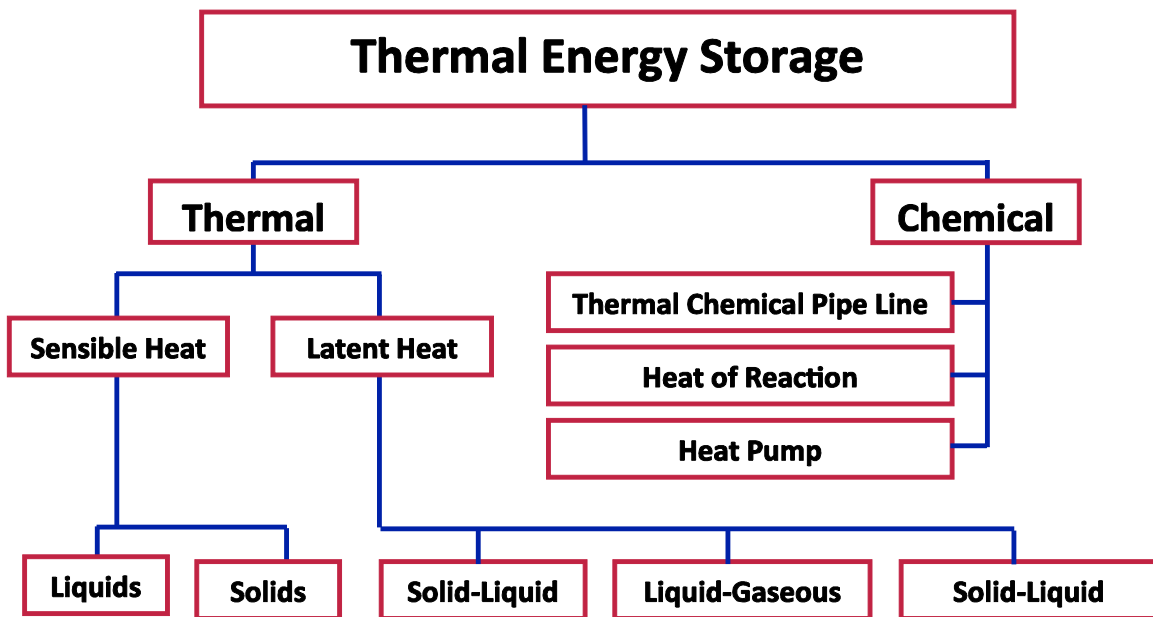 Thermal Energy Storage
Thermal
Chemical
Thermal Chemical Pipe Line
Sensible Heat
Latent Heat
Heat of Reaction
Heat Pump
Liquids
Solids
Solid-Liquid
Liquid-Gaseous
Solid-Liquid